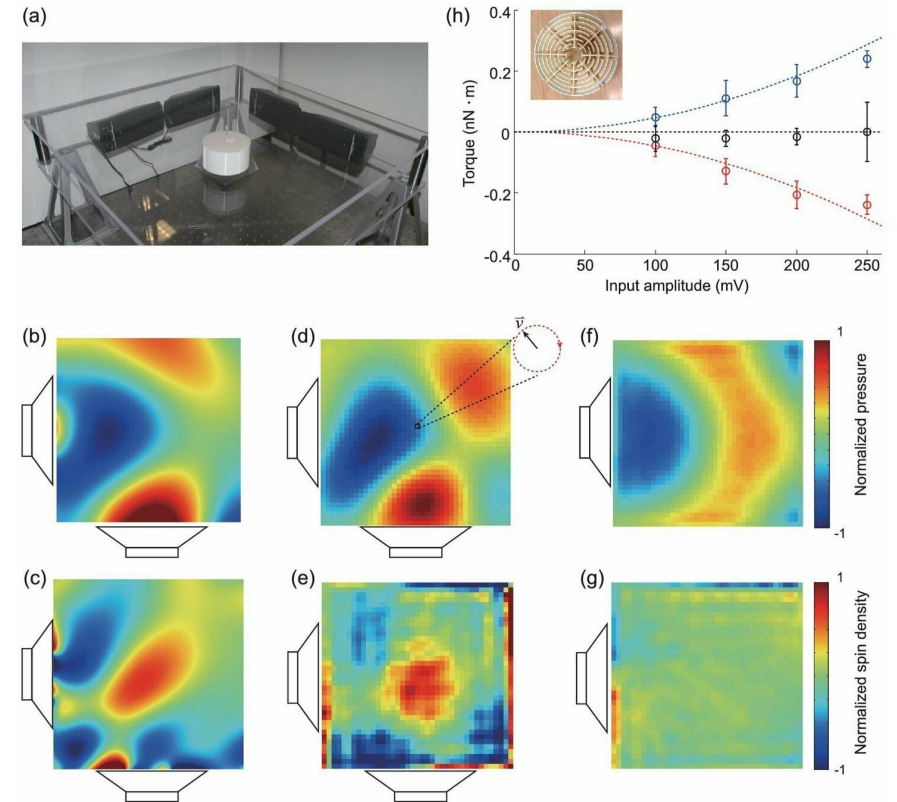 (a)
(h)
Torque (nN · m)
0.4
0.2
0
-0.2
-0.4
0
50
100
150
200
250
Input amplitude (mV)
(b)
(d)
v
(f)
1
Normalized pressure
-1
(c)
(e)
(g)
1
Normalized spin density
-1